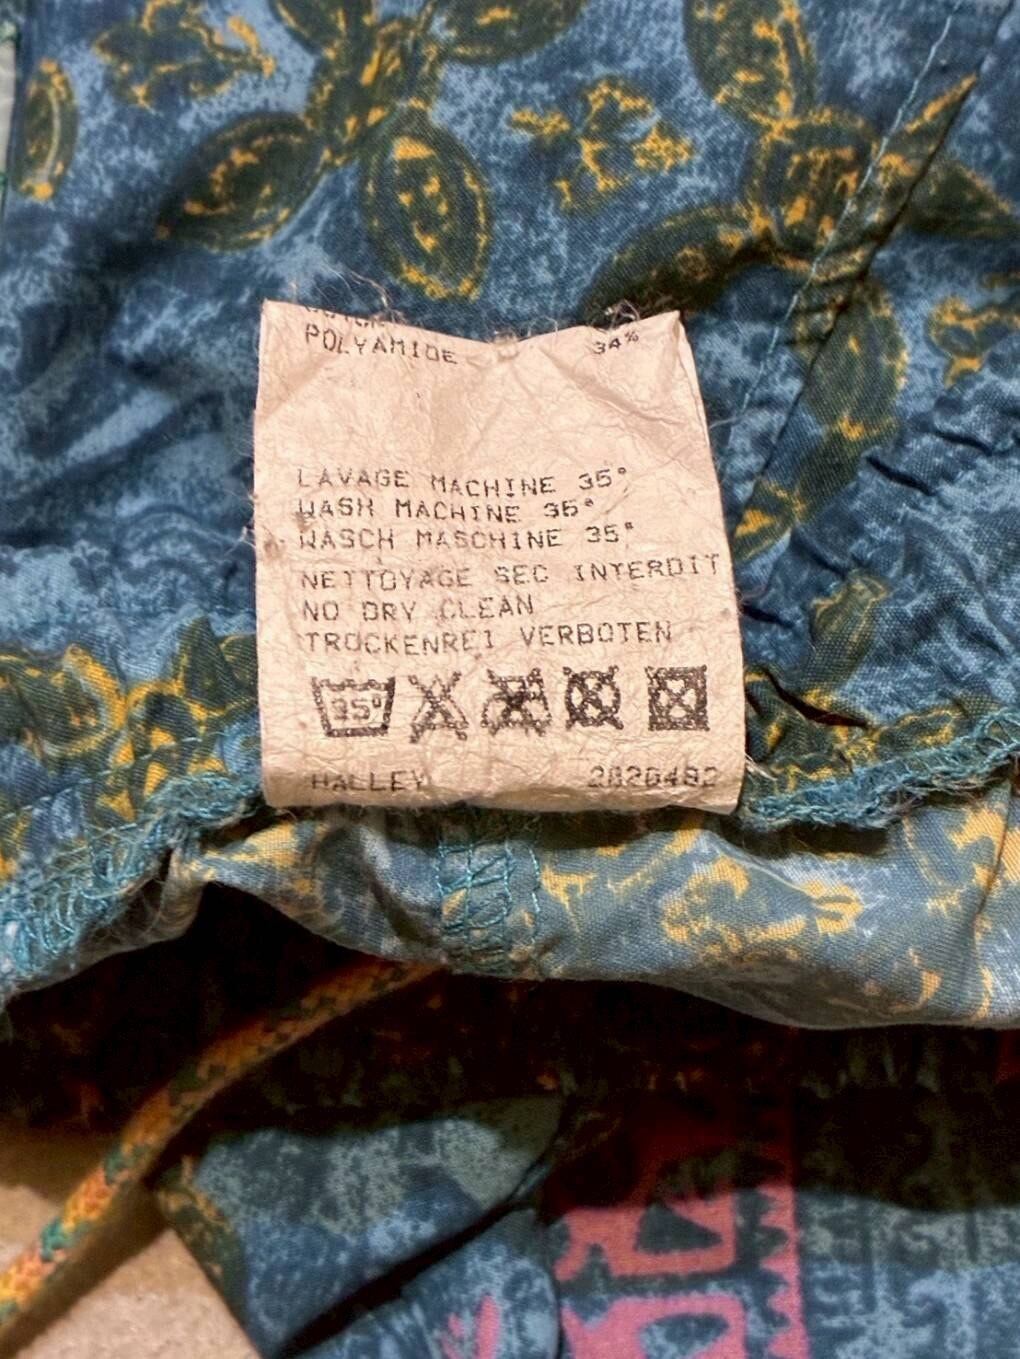 POLYAMIDE 34%
LAVAGE MACHINE 35°
WASH MACHINE 35°
WASCH MASCHINE 35°
NETTOYAGE SEC INTERDIT
NO DRY CLEAN
TROCKENREI VERBOTEN
35°
HALLEY 2820482